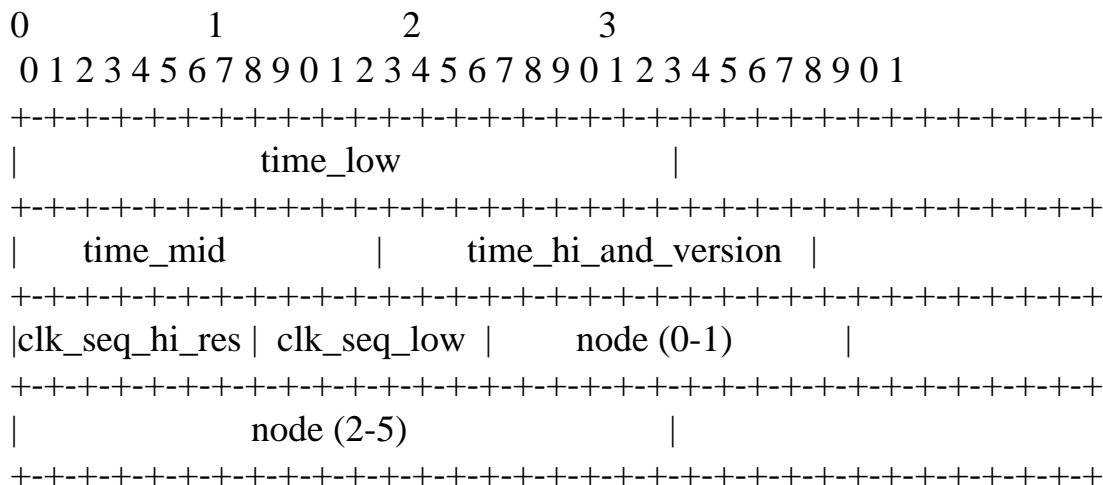 0 1 2 3
0 1 2 3 4 5 6 7 8 9 0 1 2 3 4 5 6 7 8 9 0 1 2 3 4 5 6 7 8 9 0 1
+-+-+-+-+-+-+-+-+-+-+-+-+-+-+-+-+-+-+-+-+-+-+-+-+-+-+-+-+-+-+-+-+
| time_low |
+-+-+-+-+-+-+-+-+-+-+-+-+-+-+-+-+-+-+-+-+-+-+-+-+-+-+-+-+-+-+-+-+
| time_mid | time_hi_and_version |
+-+-+-+-+-+-+-+-+-+-+-+-+-+-+-+-+-+-+-+-+-+-+-+-+-+-+-+-+-+-+-+-+
|clk_seq_hi_res | clk_seq_low | node (0-1) |
+-+-+-+-+-+-+-+-+-+-+-+-+-+-+-+-+-+-+-+-+-+-+-+-+-+-+-+-+-+-+-+-+
| node (2-5) |
+-+-+-+-+-+-+-+-+-+-+-+-+-+-+-+-+-+-+-+-+-+-+-+-+-+-+-+-+-+-+-+-+